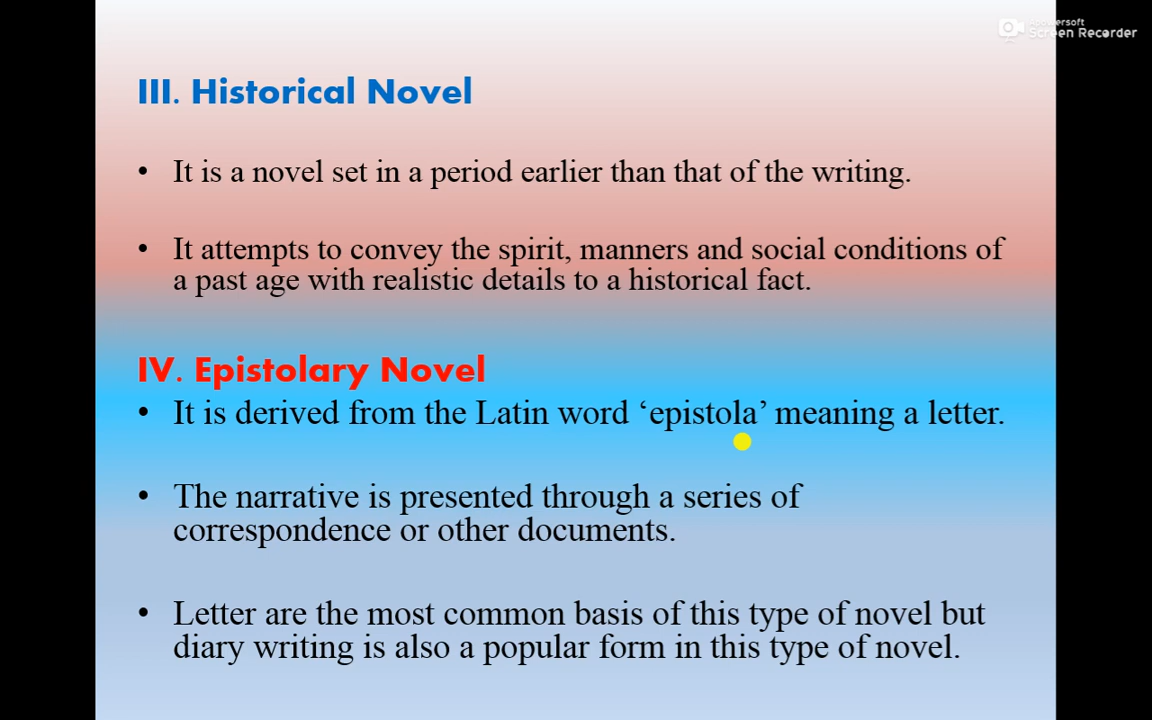 Apowersoft
Screen Recorder
III. Historical Novel
• It is a novel set in a period earlier than that of the writing.
• It attempts to convey the spirit, manners and social conditions of
a past age with realistic details to a historical fact.
IV. Epistolary Novel
• It is derived from the Latin word ‘epistola’ meaning a letter.
• The narrative is presented through a series of
correspondence or other documents.
• Letter are the most common basis of this type of novel but
diary writing is also a popular form in this type of novel.